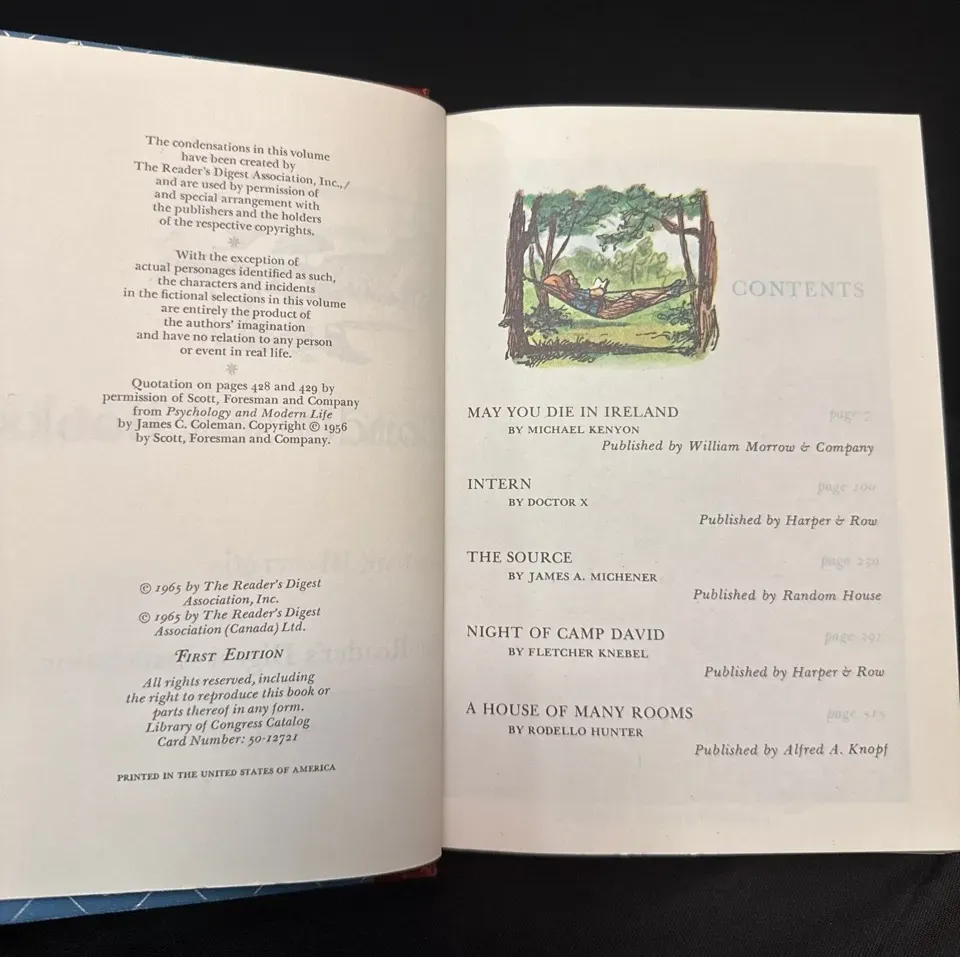 The condensations in this volume
have been created by
The Reader's Digest Association, Inc.,/
and are used by permission of
and special arrangement with
the publishers and the holders
of the respective copyrights.
With the exception of
actual personages identified as such,
the characters and incidents
in the fictional selections in this volume
are entirely the product of
the authors' imagination
and have no relation to any person
or event in real life.
Quotation on pages 428 and 429 by
permission of Scott, Foresman and Company
from Psychology and Modern Life
by James C. Coleman. Copyright © 1956
by Scott, Foresman and Company.
© 1965 by The Reader's Digest
Association, Inc.
© 1965 by The Reader's Digest
Association (Canada) Ltd.
FIRST EDITION
All rights reserved, including
the right to reproduce this book or
parts thereof in any form.
Library of Congress Catalog
Card Number: 50-12721
PRINTED IN THE UNITED STATES OF AMERICA
CONTENTS
MAY YOU DIE IN IRELAND page 7
BY MICHAEL KENYON
Published by William Morrow & Company
INTERN page 100
BY DOCTOR X
Published by Harper & Row
THE SOURCE page 230
BY JAMES A. MICHENER
Published by Random House
NIGHT OF CAMP DAVID page 391
BY FLETCHER KNEBEL
Published by Harper & Row
A HOUSE OF MANY ROOMS page 515
BY RODELLO HUNTER
Published by Alfred A. Knopf